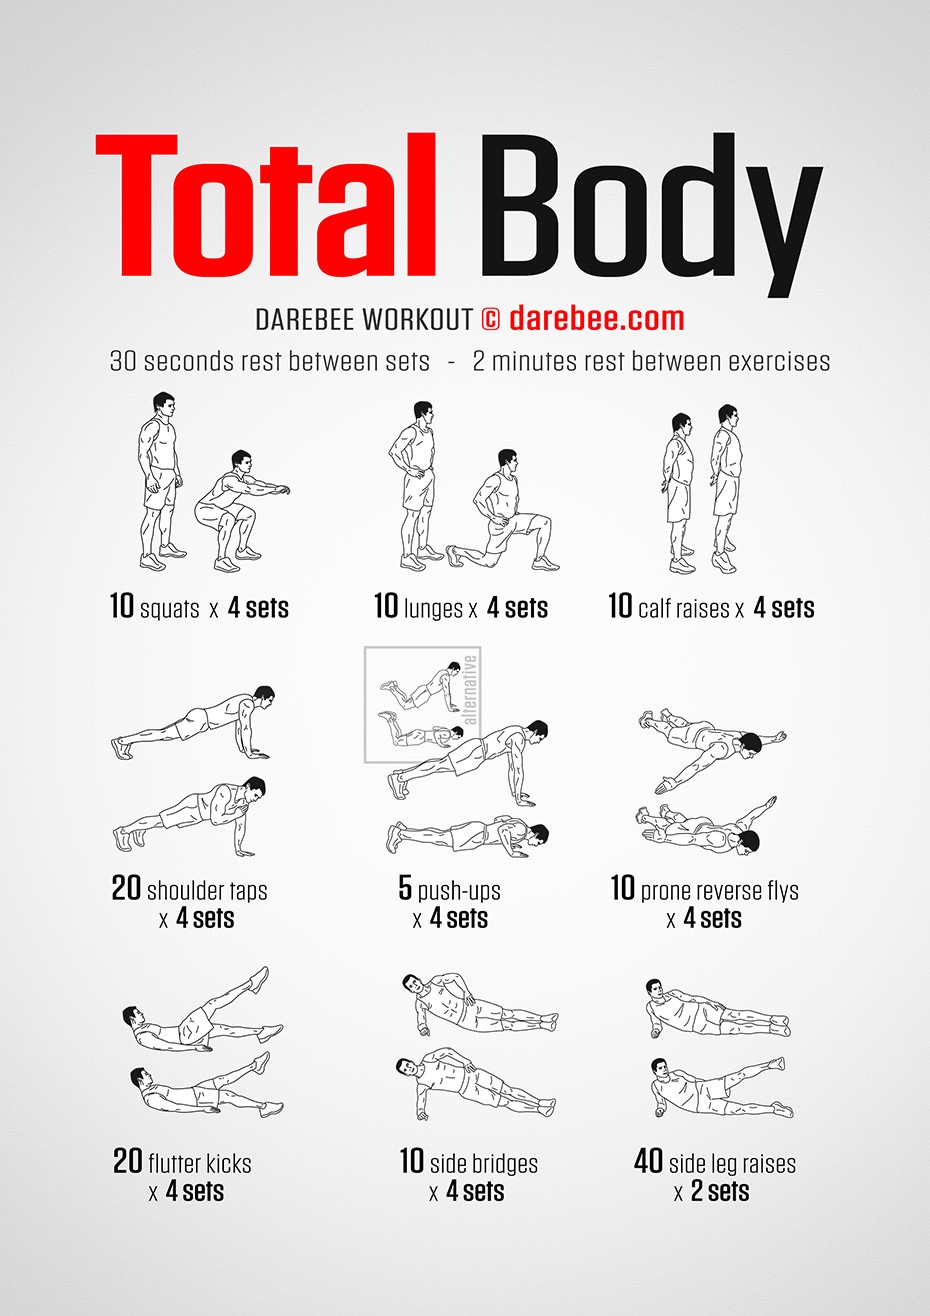 Total Body
DAREBEE WORKOUT © darebee.com
30 seconds rest between sets - 2 minutes rest between exercises
10 squats x 4 sets
10 lunges x 4 sets
10 calf raises x 4 sets
alternative
20 shoulder taps
x 4 sets
5 push-ups
x 4 sets
10 prone reverse flys
x 4 sets
20 flutter kicks
x 4 sets
10 side bridges
x 4 sets
40 side leg raises
x 2 sets